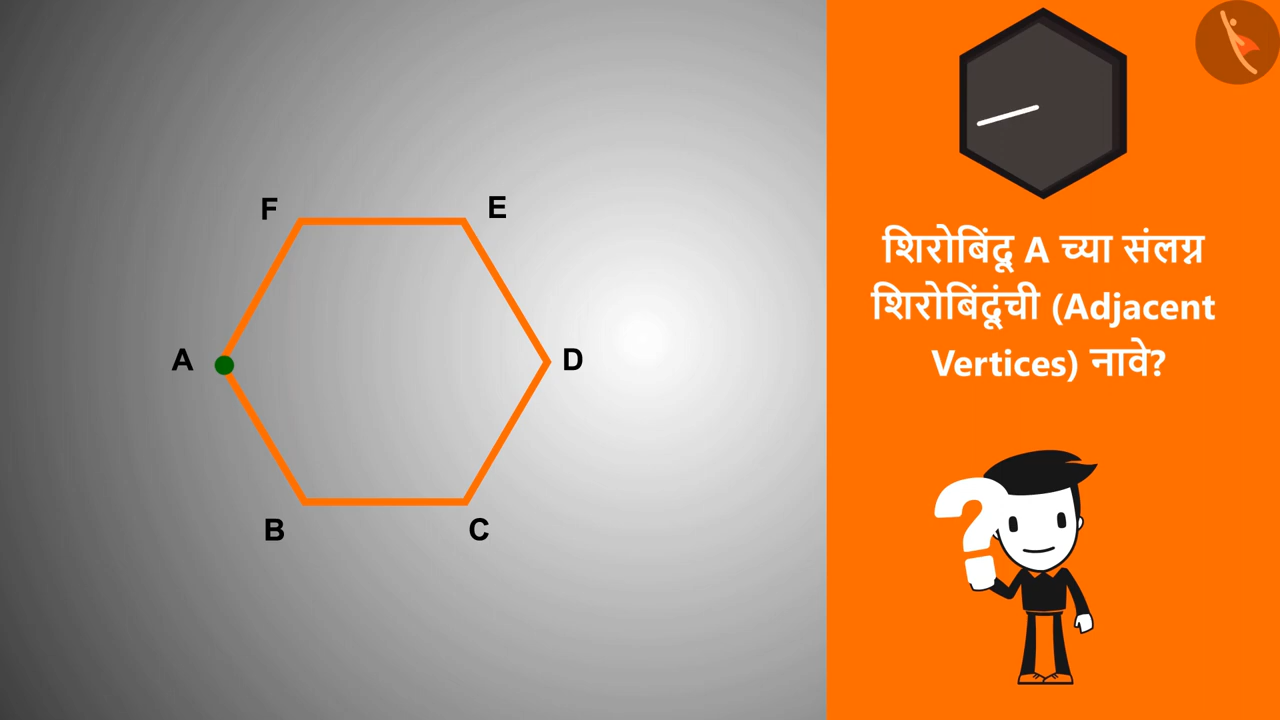 F
E
A
D
B
C
शिरोबिंदू A च्या संलग्न
शिरोबिंदूंची (Adjacent
Vertices) नावे?